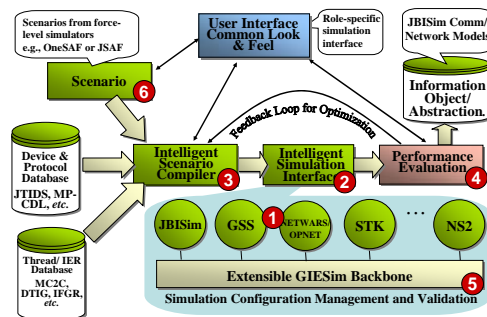 Scenarios from force-
level simulators
e.g., OneSAF or JSAF
User Interface
Common Look
& Feel
Role-specific
simulation
interface
JBISim Comm/
Network Models
Scenario
6
Information
Object/
Abstraction.
Feedback Loop for Optimization
Device &
Protocol
Database
JTIDS, MP-
CDL, etc.
Intelligent
Scenario
Compiler
3
Intelligent
Simulation
Interface
2
Performance
Evaluation
4
JBISim
GSS
1
NETWARS/
OPNET
STK
...
NS2
Thread/ IER
Database
MC2C,
DTIG, IFGR,
etc.
Extensible GIESim Backbone
5
Simulation Configuration Management and Validation